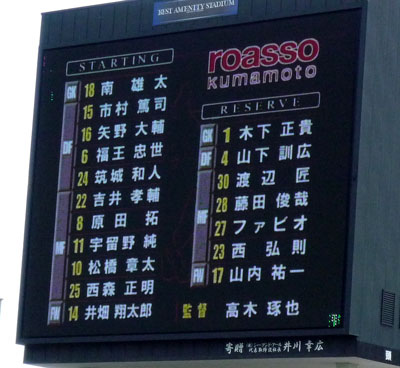 BEST AMENITY STADIUM
STARTING
GK 18 南 雄太
15 市村 篤司
16 矢野 大輔
DF 6 福王 忠世
24 筑城 和人
22 吉井 孝輔
8 原田 拓
MF 11 宇留野 純
10 松橋 章太
25 西森 正明
FW 14 井畑 翔太郎
roasso
kumamoto
RESERVE
GK 1 木下 正貴
DF 4 山下 訓広
30 渡辺 匠
28 藤田 俊哉
MF 27 ファビオ
23 西 弘則
FW 17 山内 祐一
監督 高木 琢也
寄贈 井川 幸広